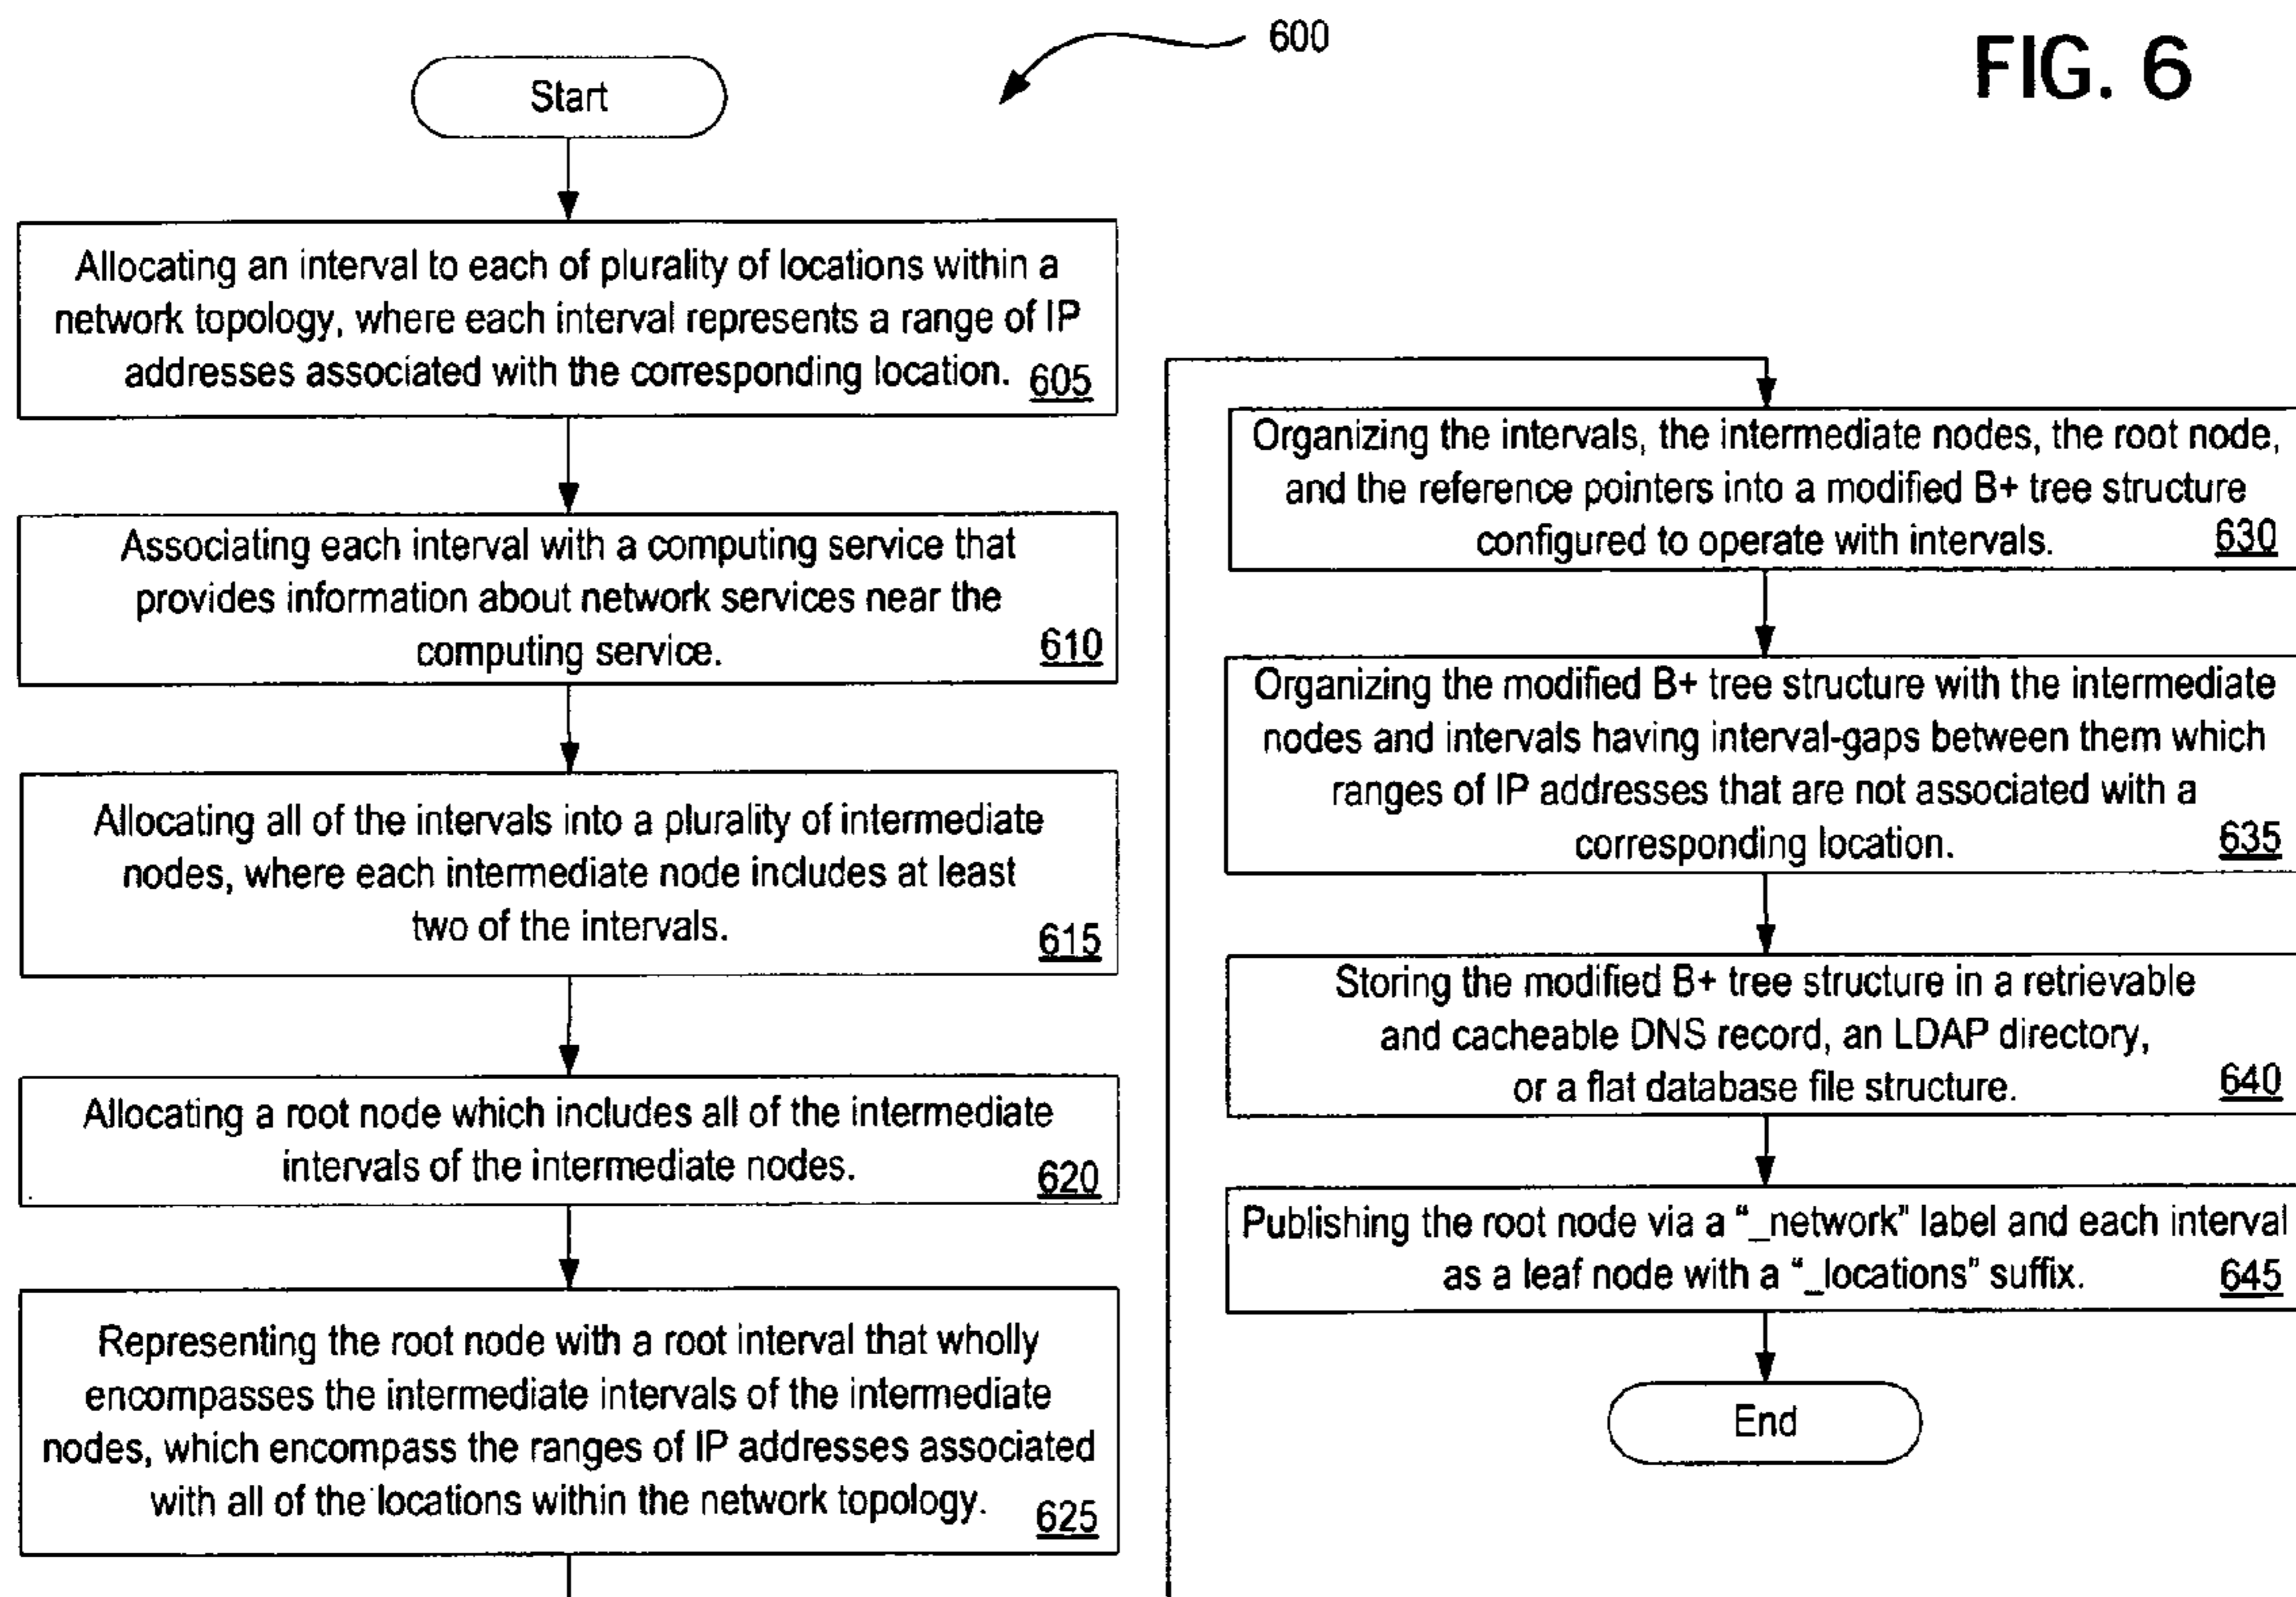 600
FIG. 6
Start
Allocating an interval to each of plurality of locations within a
network topology, where each interval represents a range of IP
addresses associated with the corresponding location. 605
Associating each interval with a computing service that
provides information about network services near the
computing service. 610
Allocating all of the intervals into a plurality of intermediate
nodes, where each intermediate node includes at least
two of the intervals. 615
Allocating a root node which includes all of the intermediate
intervals of the intermediate nodes. 620
Representing the root node with a root interval that wholly
encompasses the intermediate intervals of the intermediate
nodes, which encompass the ranges of IP addresses associated
with all of the locations within the network topology. 625
Organizing the intervals, the intermediate nodes, the root node,
and the reference pointers into a modified B+ tree structure
configured to operate with intervals. 630
Organizing the modified B+ tree structure with the intermediate
nodes and intervals having interval-gaps between them which
ranges of IP addresses that are not associated with a
corresponding location. 635
Storing the modified B+ tree structure in a retrievable
and cacheable DNS record, an LDAP directory,
or a flat database file structure. 640
Publishing the root node via a “_network” label and each interval
as a leaf node with a “_locations” suffix. 645
End